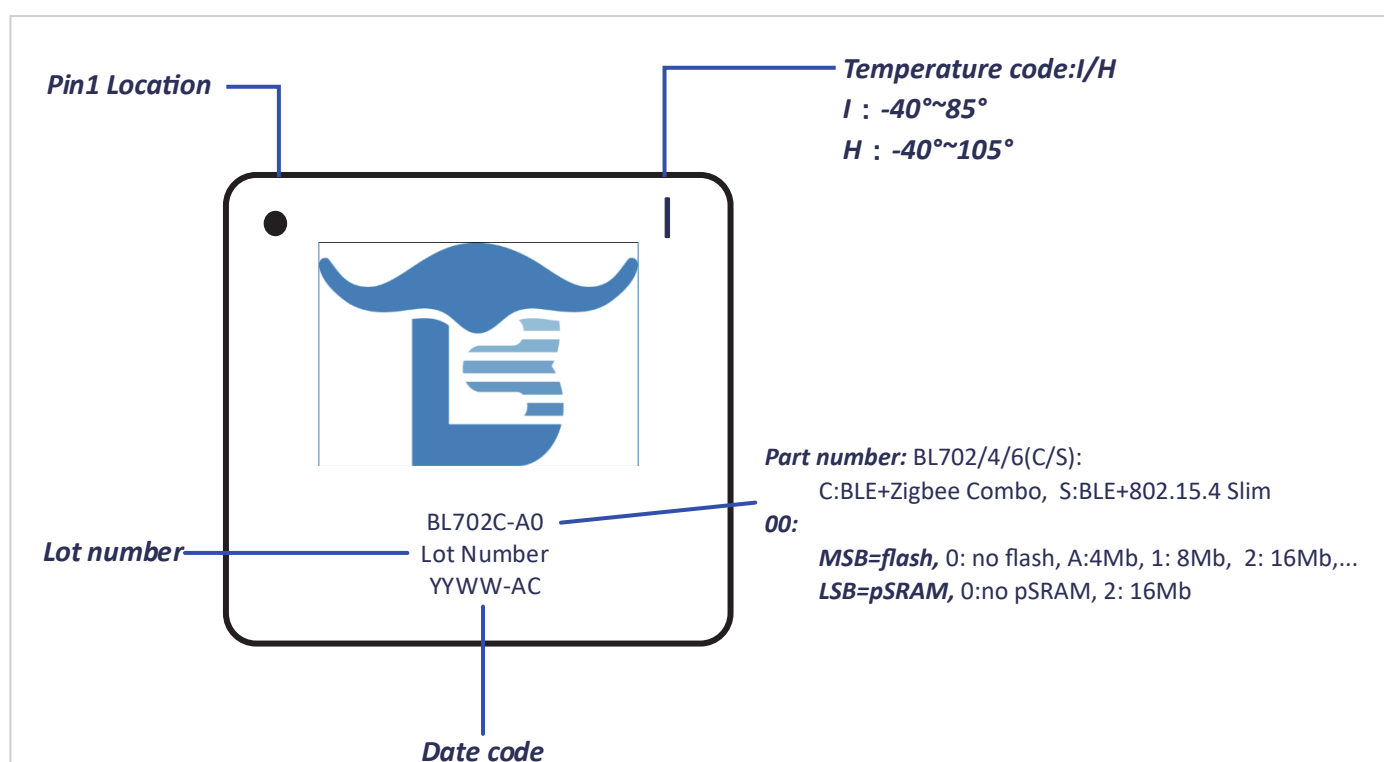 Pin1 Location
Temperature code:I/H
I : -40°~85°
H : -40°~105°
I
Part number: BL702/4/6(C/S):
C:BLE+Zigbee Combo, S:BLE+802.15.4 Slim
00:
MSB=flash, 0: no flash, A:4Mb, 1: 8Mb, 2: 16Mb,...
LSB=pSRAM, 0:no pSRAM, 2: 16Mb
BL702C-A0
Lot number
Lot Number
YYWW-AC
Date code